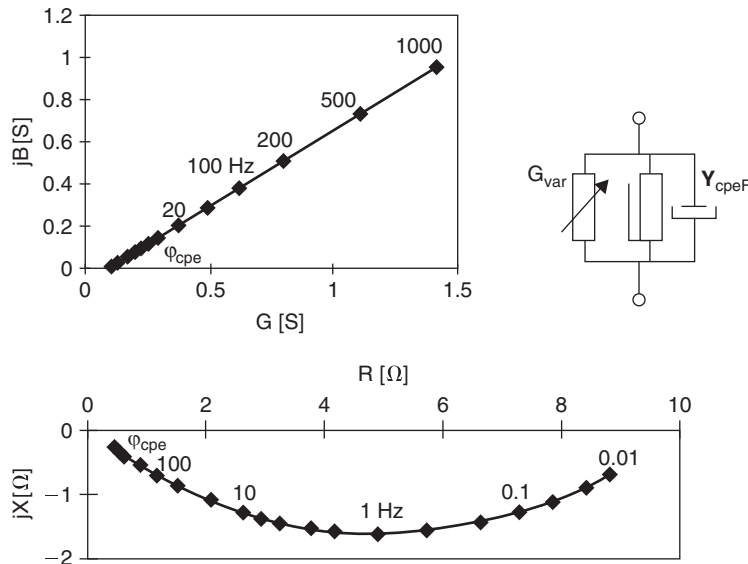 1.2
1
0.8
0.6
0.4
0.2
0
jB [S]
1000
500
200
100 Hz
20
φcpe
0
0.5
1
1.5
G [S]
Gvar
YcpeF
R [Ω]
0
2
4
6
8
10
0
−1
−2
jX [Ω]
φcpe
100
10
1 Hz
0.1
0.01